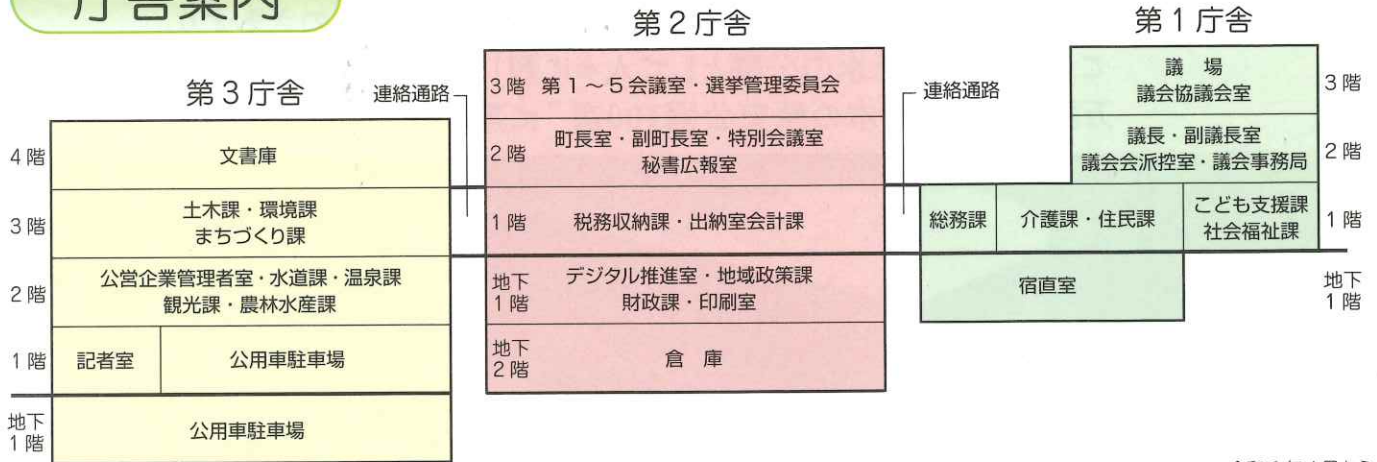 庁舎案内
第3庁舎
連絡通路
4階
文書庫
3階
土木課・環境課
まちづくり課
2階
公営企業管理者室・水道課・温泉課
観光課・農林水産課
1階
記者室
公用車駐車場
地下
1階
公用車駐車場
第2庁舎
3階
第1～5会議室・選挙管理委員会
2階
町長室・副町長室・特別会議室
秘書広報室
1階
税務収納課・出納室会計課
地下
1階
デジタル推進室・地域政策課
財政課・印刷室
地下
2階
倉庫
連絡通路
第1庁舎
議場
議会協議会室
3階
議長・副議長室
議会会派控室・議会事務局
2階
総務課
介護課・住民課
こども支援課
社会福祉課
1階
宿直室
地下
1階